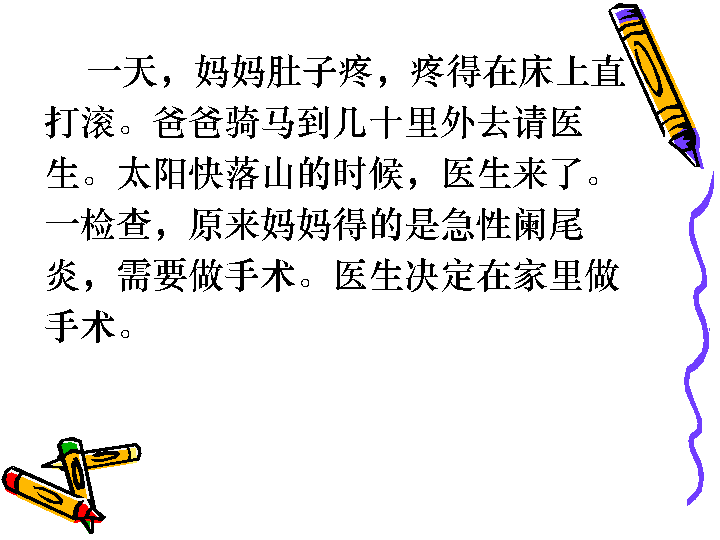 一天，妈妈肚子疼，疼得在床上直
打滚。爸爸骑马到几十里外去请医
生。太阳快落山的时候，医生来了。
一检查，原来妈妈得的是急性阑尾
炎，需要做手术。医生决定在家里做
手术。